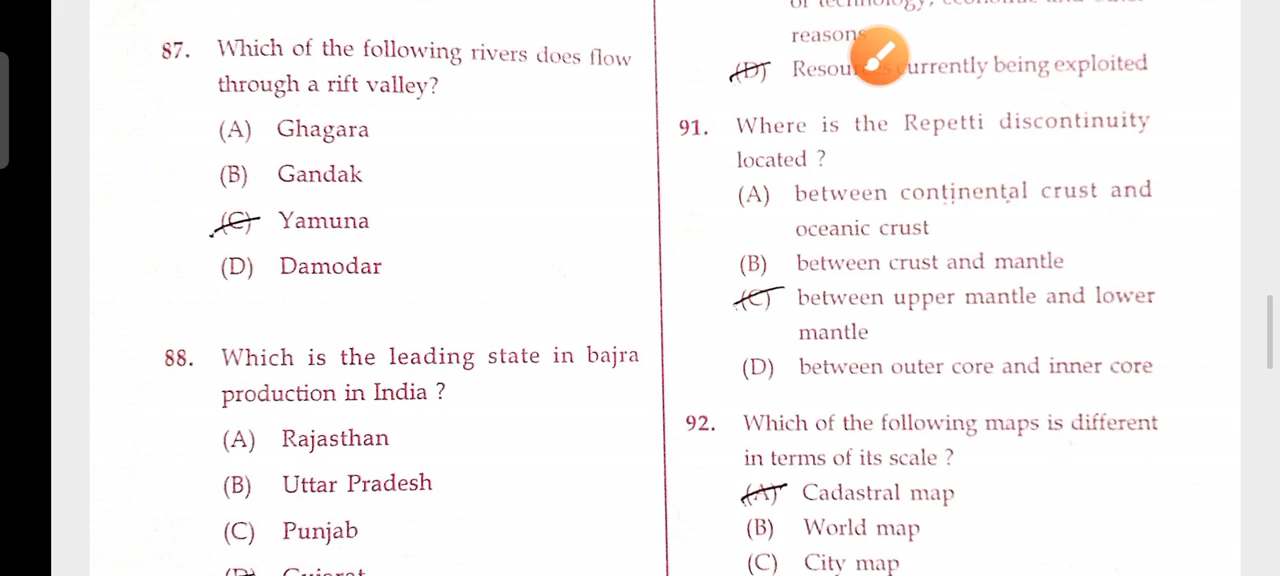 87. Which of the following rivers does flow
through a rift valley?
(A) Ghagara
(B) Gandak
(C) Yamuna
(D) Damodar
88. Which is the leading state in bajra
production in India ?
(A) Rajasthan
(B) Uttar Pradesh
(C) Punjab
(D) Gujarat
reasons
(D) currently being exploited
91. Where is the Repetti discontinuity
located ?
(A) between continental crust and
oceanic crust
(B) between crust and mantle
(C) between upper mantle and lower
mantle
(D) between outer core and inner core
92. Which of the following maps is different
in terms of its scale ?
(A) Cadastral map
(B) World map
(C) City map